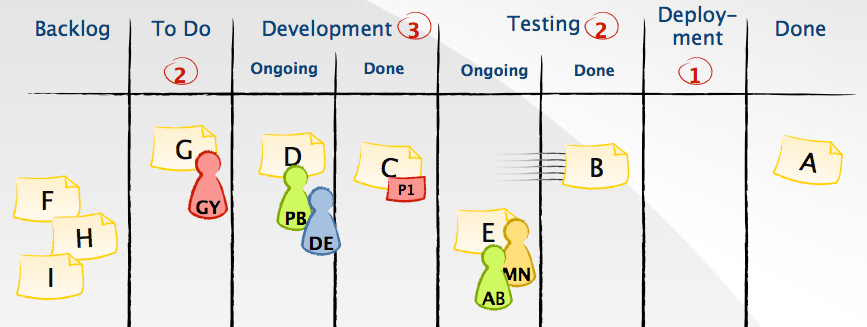 Backlog
To Do
2
Development 3
Ongoing
Done
Testing 2
Ongoing
Done
Deploy-
ment
1
Done
F
H
I
G
GY
D
PB
DE
C
P1
E
MN
AB
B
A